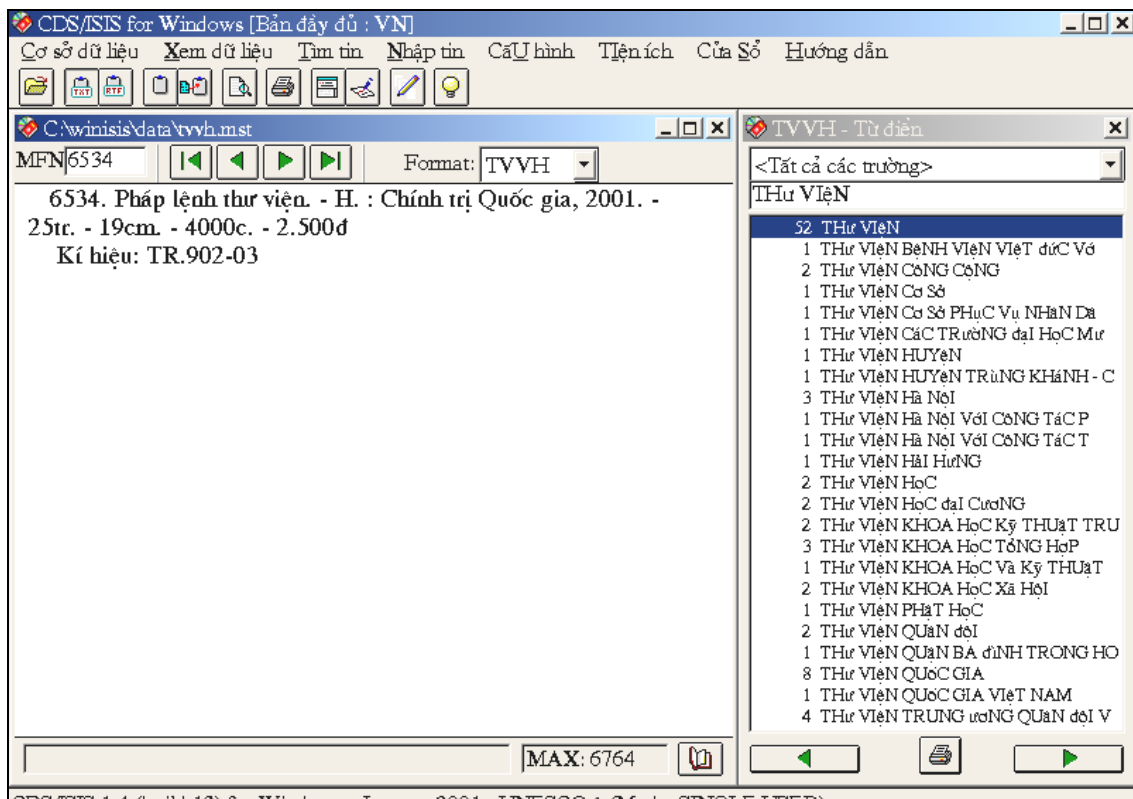 CDS/ISIS for Windows [Bản đầy đủ : VN]
Cơ sở dữ liệu Xem dữ liệu Tìm tin Nhập tin CấU hình TIện ích Cửa Sổ Hướng dẫn
TXT RTF
C:\winisis\data\tvvh.mst
MFN 6534 Format: TVVH
6534. Pháp lệnh thư viện. - H. : Chính trị Quốc gia, 2001. -
25tr. - 19cm. - 4000c. - 2.500đ
Kí hiệu: TR.902-03
MAX: 6764
TVVH - Từ điển
<Tất cả các trường>
THư VIệN
52 THư VIệN
1 THư VIệN BệNH VIệN VIệT đứC Vớ
2 THư VIệN CôNG CộNG
1 THư VIệN Cơ Sở
1 THư VIệN Cơ Sở PHụC Vụ NHâN Dâ
1 THư VIệN CáC TRườNG đạI HọC Mư
1 THư VIệN HUYệN
1 THư VIệN HUYệN TRùNG KHáNH - C
3 THư VIệN Hà NộI
1 THư VIệN Hà NộI VớI CôNG TáC P
1 THư VIệN Hà NộI VớI CôNG TáC T
1 THư VIệN HảI HưNG
2 THư VIệN HọC
2 THư VIệN HọC đạI CươNG
2 THư VIệN KHOA HọC Kỹ THUậT TRU
3 THư VIệN KHOA HọC TổNG HợP
1 THư VIệN KHOA HọC Và Kỹ THUậT
2 THư VIệN KHOA HọC Xã HộI
1 THư VIệN PHậT HọC
2 THư VIệN QUâN độI
1 THư VIệN QUậN BA đìNH TRONG HO
8 THư VIệN QUốC GIA
1 THư VIệN QUốC GIA VIệT NAM
4 THư VIệN TRUNG ươNG QUâN độI V